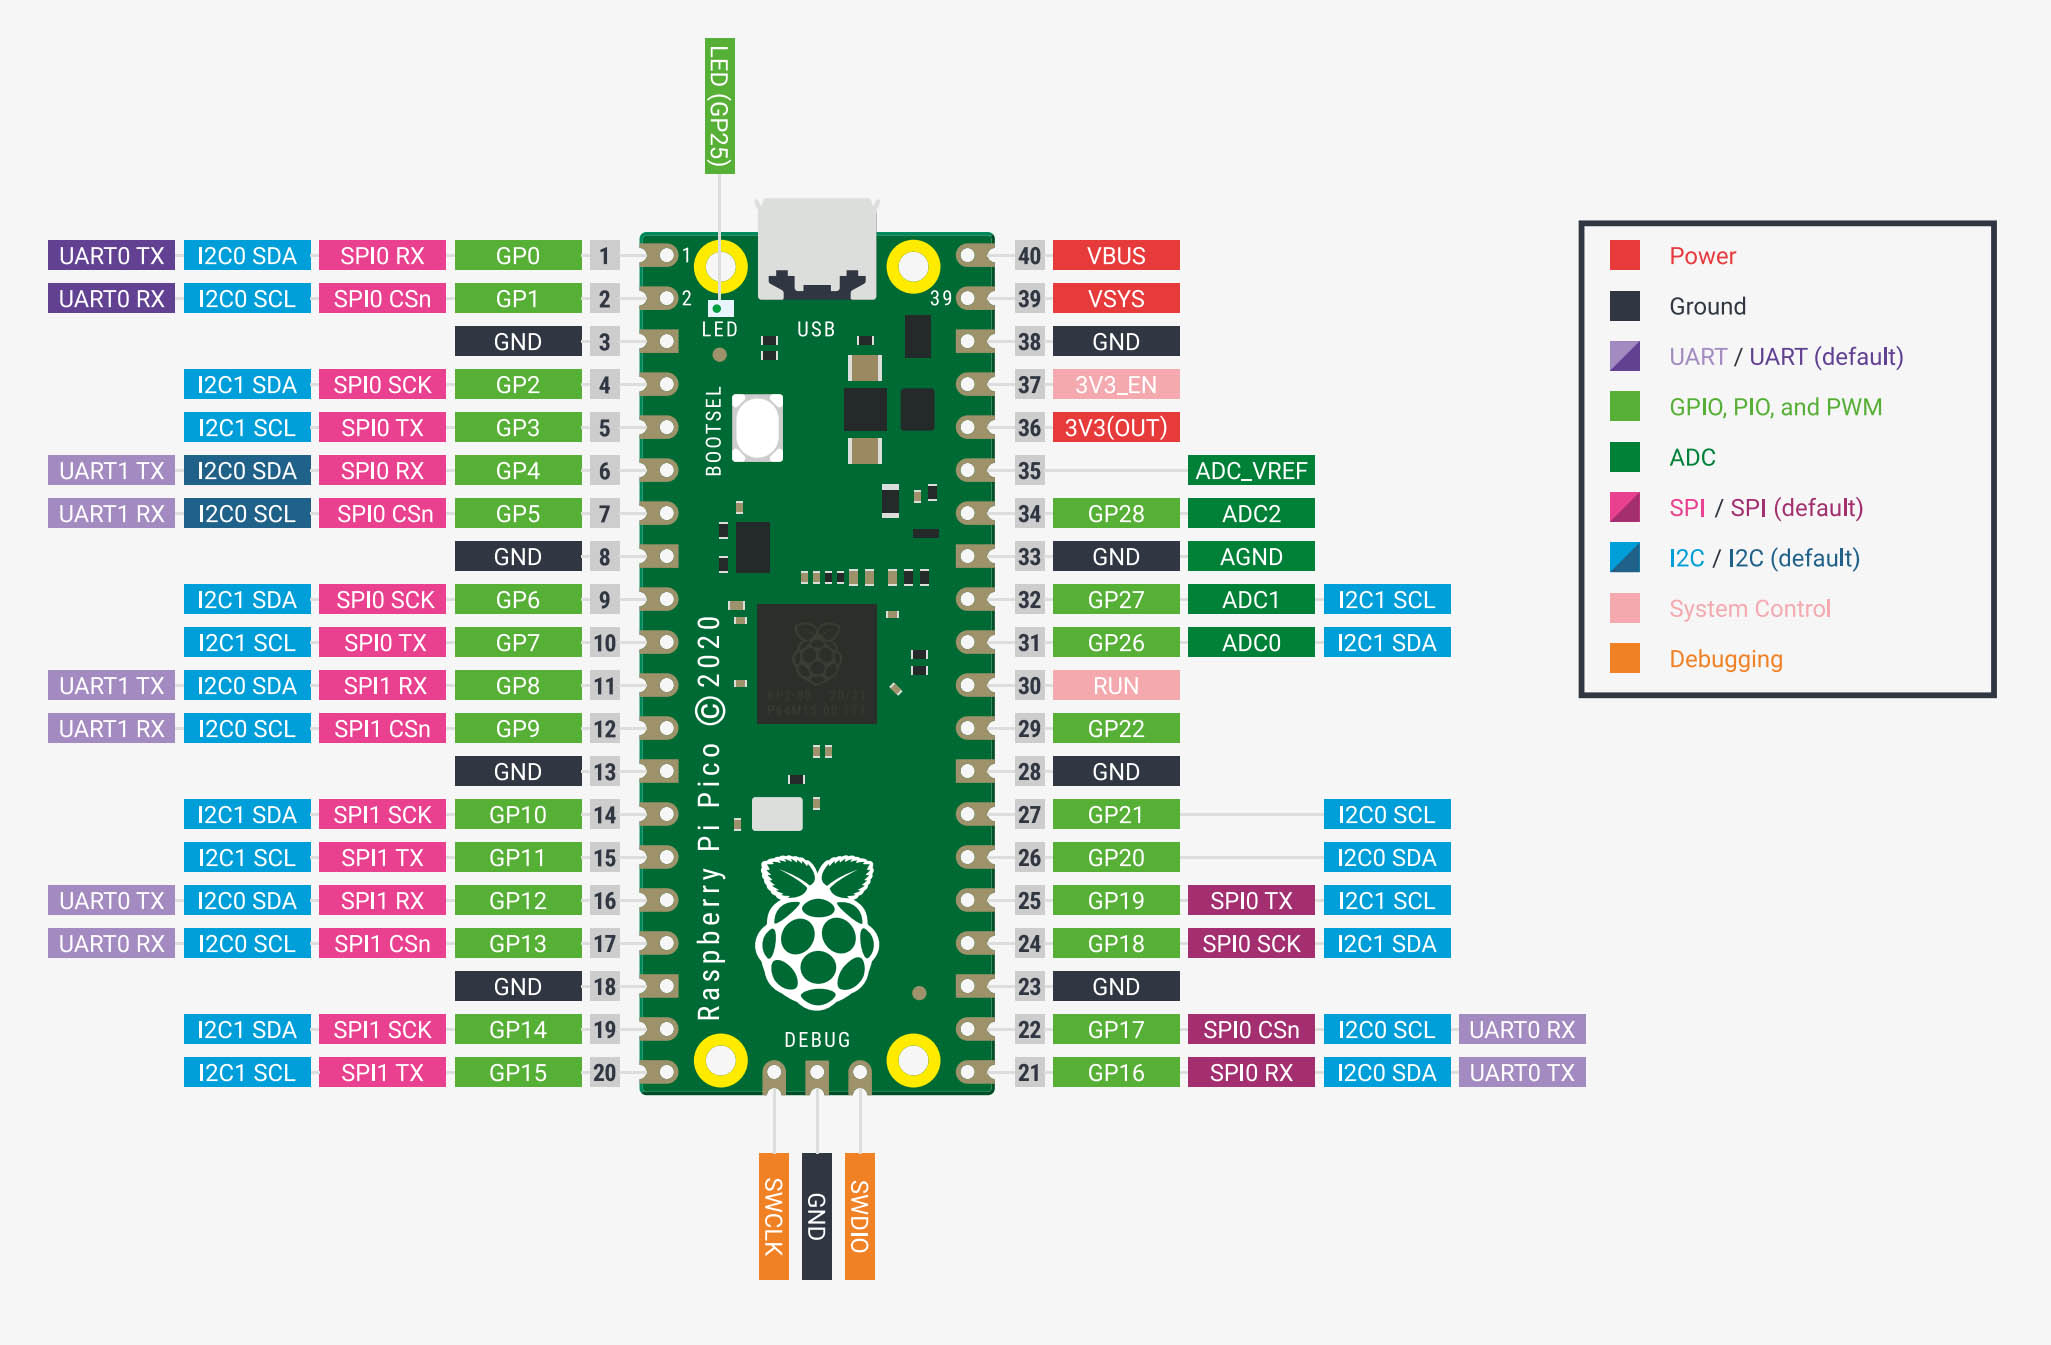 LED (GP25)
UART0 TX I2C0 SDA SPI0 RX GP0 1 1 40 VBUS
UART0 RX I2C0 SCL SPI0 CSn GP1 2 2 39 39 VSYS
LED USB
GND 3 38 GND
I2C1 SDA SPI0 SCK GP2 4 37 3V3_EN
I2C1 SCL SPI0 TX GP3 5 36 3V3(OUT)
BOOTSEL
UART1 TX I2C0 SDA SPI0 RX GP4 6 35 ADC_VREF
UART1 RX I2C0 SCL SPI0 CSn GP5 7 34 GP28 ADC2
GND 8 33 GND AGND
I2C1 SDA SPI0 SCK GP6 9 32 GP27 ADC1 I2C1 SCL
I2C1 SCL SPI0 TX GP7 10 31 GP26 ADC0 I2C1 SDA
UART1 TX I2C0 SDA SPI1 RX GP8 11 30 RUN
UART1 RX I2C0 SCL SPI1 CSn GP9 12 29 GP22
GND 13 28 GND
I2C1 SDA SPI1 SCK GP10 14 27 GP21 I2C0 SCL
I2C1 SCL SPI1 TX GP11 15 26 GP20 I2C0 SDA
UART0 TX I2C0 SDA SPI1 RX GP12 16 25 GP19 SPI0 TX I2C1 SCL
UART0 RX I2C0 SCL SPI1 CSn GP13 17 24 GP18 SPI0 SCK I2C1 SDA
GND 18 23 GND
I2C1 SDA SPI1 SCK GP14 19 22 GP17 SPI0 CSn I2C0 SCL UART0 RX
I2C1 SCL SPI1 TX GP15 20 21 GP16 SPI0 RX I2C0 SDA UART0 TX
Raspberry Pi Pico ©2020
DEBUG
SWCLK GND SWDIO
Power
Ground
UART / UART (default)
GPIO, PIO, and PWM
ADC
SPI / SPI (default)
I2C / I2C (default)
System Control
Debugging